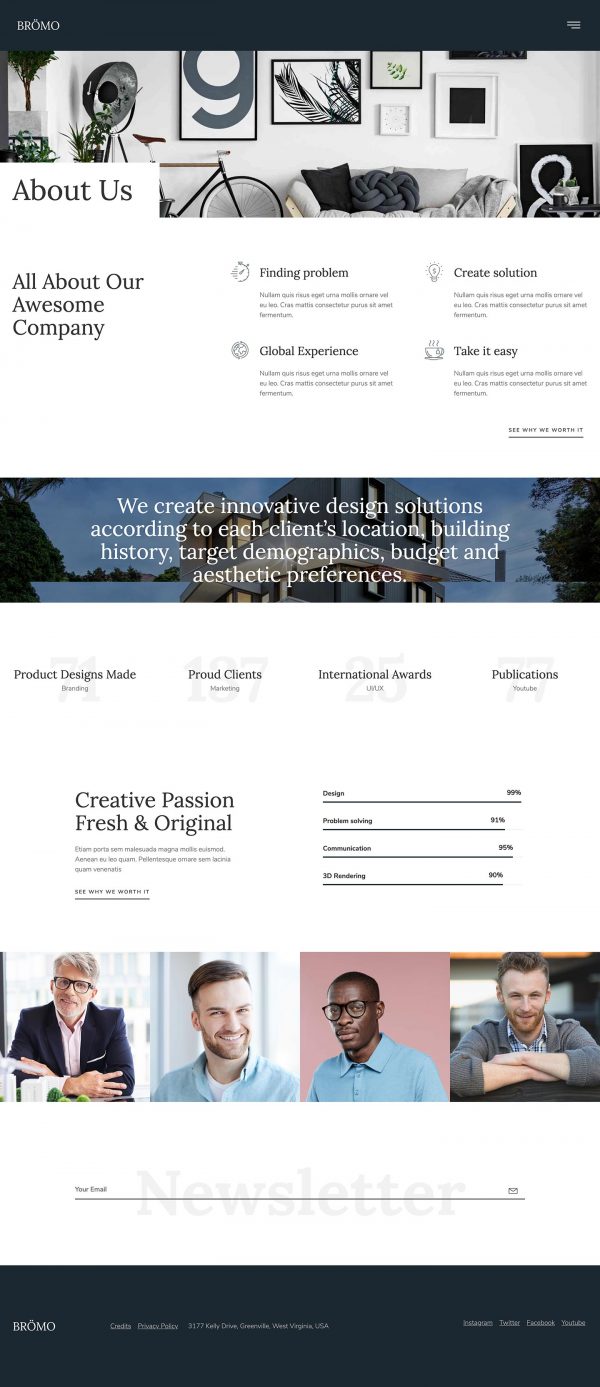 BRÖMO
9
About Us
8
All About Our
Awesome
Company
Finding problem
Nullam quis risus eget urna mollis ornare vel
eu leo. Cras mattis consectetur purus sit amet
fermentum.
Create solution
Nullam quis risus eget urna mollis ornare vel
eu leo. Cras mattis consectetur purus sit amet
fermentum.
Global Experience
Nullam quis risus eget urna mollis ornare vel
eu leo. Cras mattis consectetur purus sit amet
fermentum.
Take it easy
Nullam quis risus eget urna mollis ornare vel
eu leo. Cras mattis consectetur purus sit amet
fermentum.
SEE WHY WE WORTH IT
We create innovative design solutions
according to each client’s location, building
history, target demographics, budget and
aesthetic preferences.
71
Product Designs Made
Branding
137
Proud Clients
Marketing
25
International Awards
UI/UX
77
Publications
Youtube
Creative Passion
Fresh & Original
Etiam porta sem malesuada magna mollis euismod.
Aenean eu leo quam. Pellentesque ornare sem lacinia
quam venenatis
SEE WHY WE WORTH IT
Design 99%
Problem solving 91%
Communication 95%
3D Rendering 90%
Newsletter
Your Email
BRÖMO
Credits Privacy Policy 3177 Kelly Drive, Greenville, West Virginia, USA
Instagram Twitter Facebook Youtube